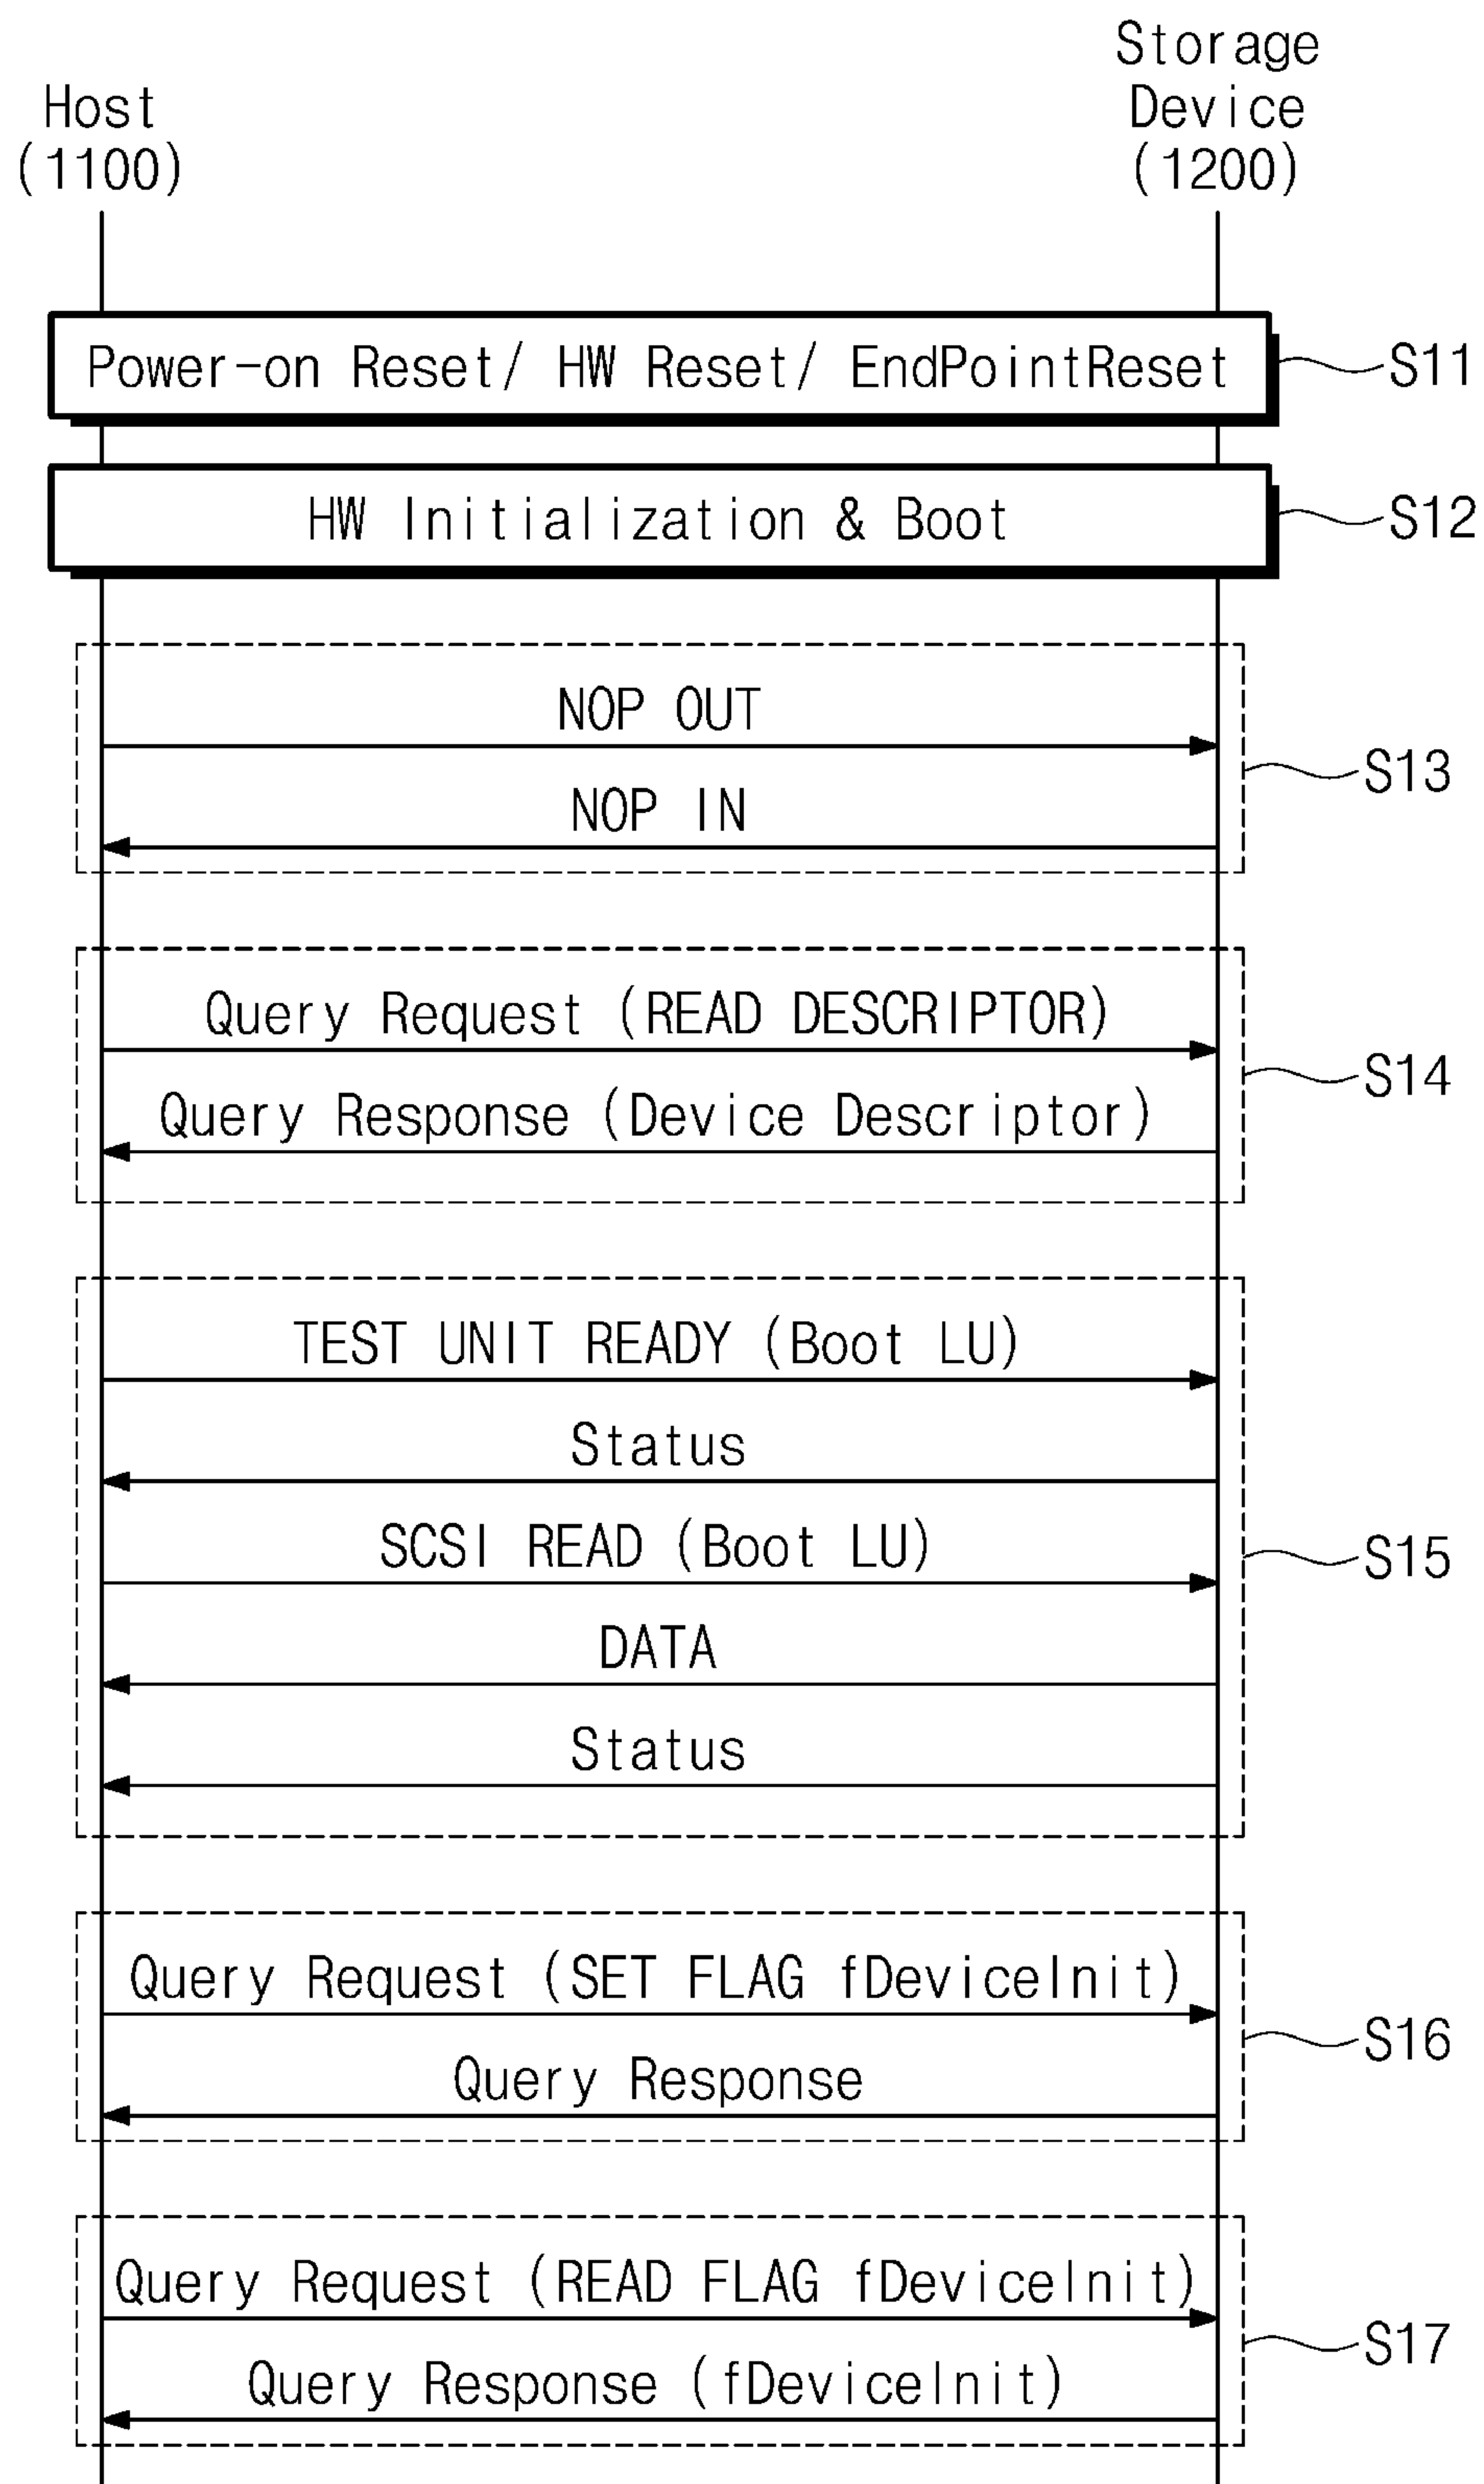 Storage
Host
Device
(1100)
(1200)
Power-on Reset/ HW Reset/ EndPointReset
S11
HW Initialization & Boot
S12
NOP OUT
S13
NOP IN
Query Request (READ DESCRIPTOR)
S14
Query Response (Device Descriptor)
TEST UNIT READY (Boot LU)
Status
SCSI READ (Boot LU)
S15
DATA
Status
Query Request (SET FLAG fDeviceInit)
S16
Query Response
Query Request (READ FLAG fDeviceInit)
S17
Query Response (fDeviceInit)